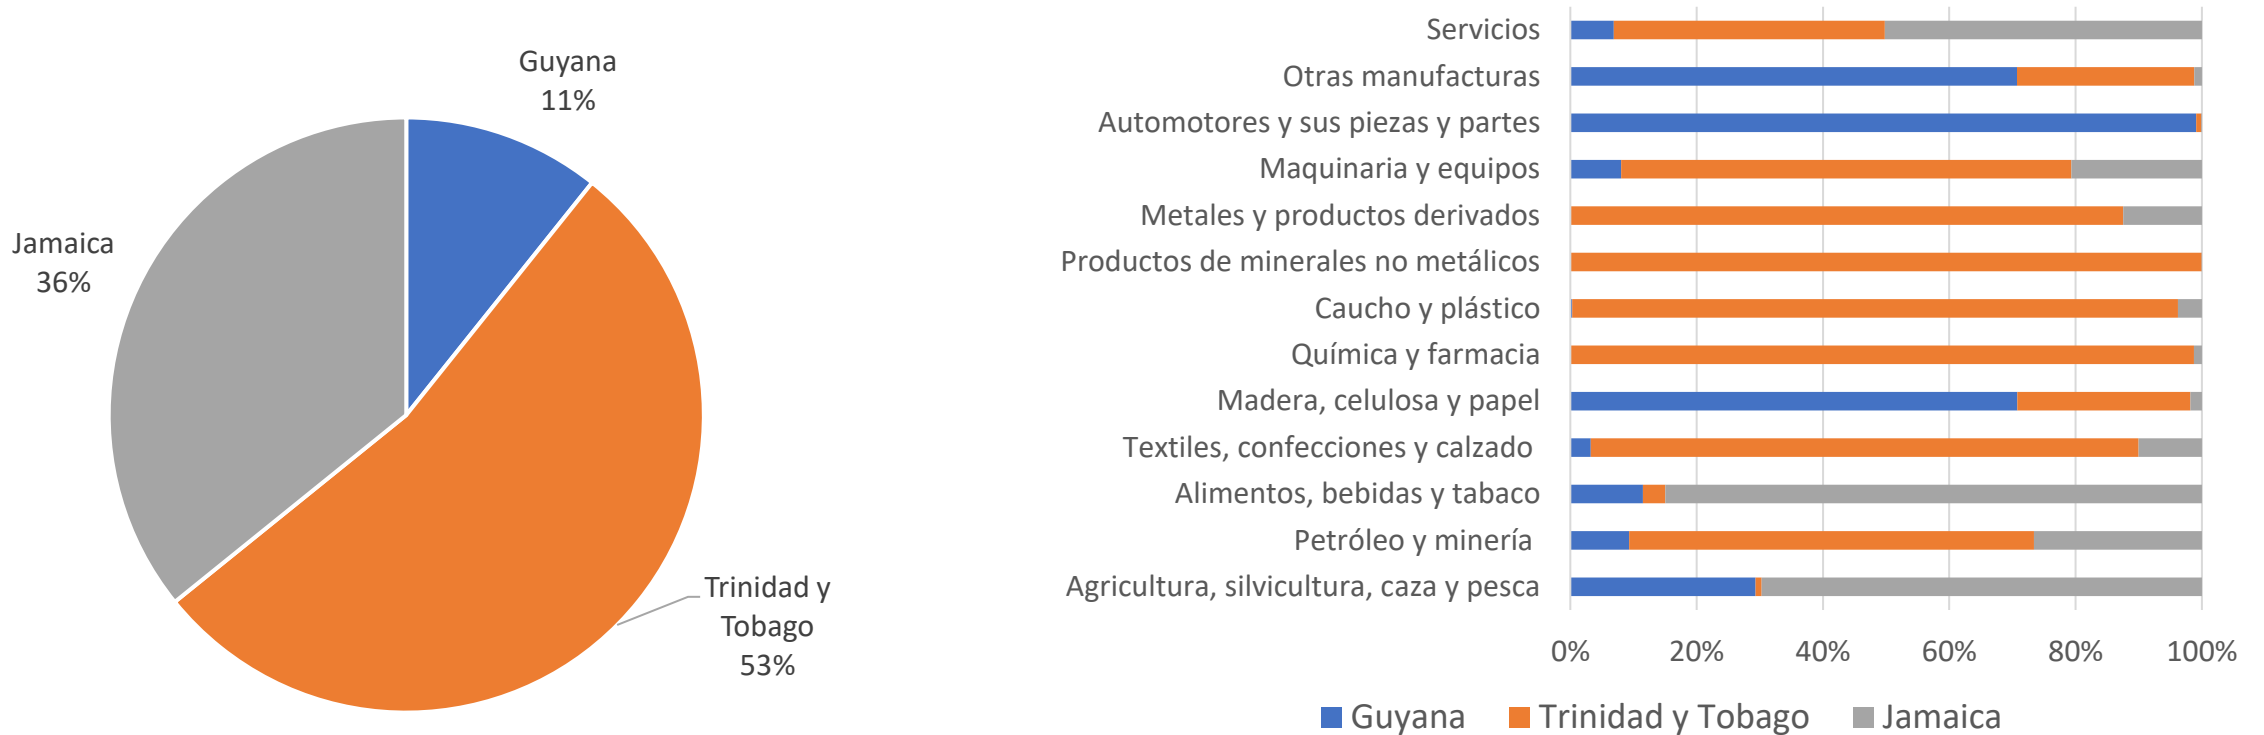 Guyana
11%
Jamaica
36%
Trinidad y
Tobago
53%
Servicios
Otras manufacturas
Automotores y sus piezas y partes
Maquinaria y equipos
Metales y productos derivados
Productos de minerales no metálicos
Caucho y plástico
Química y farmacia
Madera, celulosa y papel
Textiles, confecciones y calzado
Alimentos, bebidas y tabaco
Petróleo y minería
Agricultura, silvicultura, caza y pesca
0% 20% 40% 60% 80% 100%
Guyana Trinidad y Tobago Jamaica